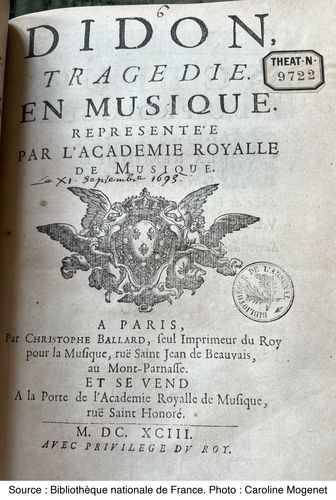 6
DIDON,
TRAGEDIE.
EN MUSIQUE.
REPRESENTE'E
PAR L'ACADEMIE ROYALLE
DE MUSIQUE.
Le XI. Septembre 1693.
THEAT·N·
9722
BIBLIOTHEQUE DE L'ARSENAL
A PARIS,
Par CHRISTOPHE BALLARD, seul Imprimeur du Roy
pour la Musique, ruë Saint Jean de Beauvais,
au Mont-Parnasse.
ET SE VEND
A la Porte de l'Academie Royalle de Musique,
ruë Saint Honoré.
M. DC. XCIII.
AVEC PRIVILEGE DU ROY.
Source : Bibliothèque nationale de France. Photo : Caroline Mogenet